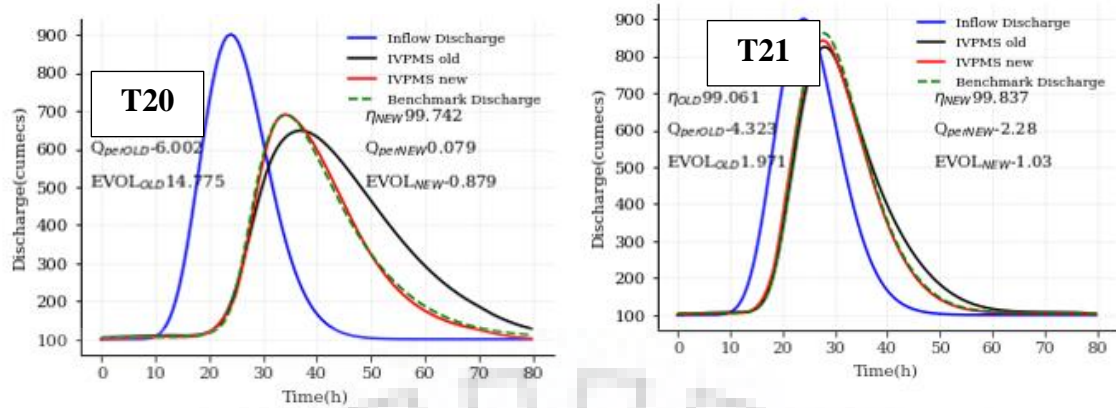 T20
Inflow Discharge
IVPMS old
IVPMS new
Benchmark Discharge
ηNEW99.742
QperOLD-6.002
QperNEW0.079
EVOLOLD14.775
EVOLNEW-0.879
Discharge(cumecs)
900
800
700
600
500
400
300
200
100
0 10 20 30 40 50 60 70 80
Time(h)
T21
Inflow Discharge
IVPMS old
IVPMS new
Benchmark Discharge
ηOLD99.061
ηNEW99.837
QperOLD-4.323
QperNEW-2.28
EVOLOLD1.971
EVOLNEW-1.03
Discharge(cumecs)
900
800
700
600
500
400
300
200
100
0 10 20 30 40 50 60 70 80
Time(h)